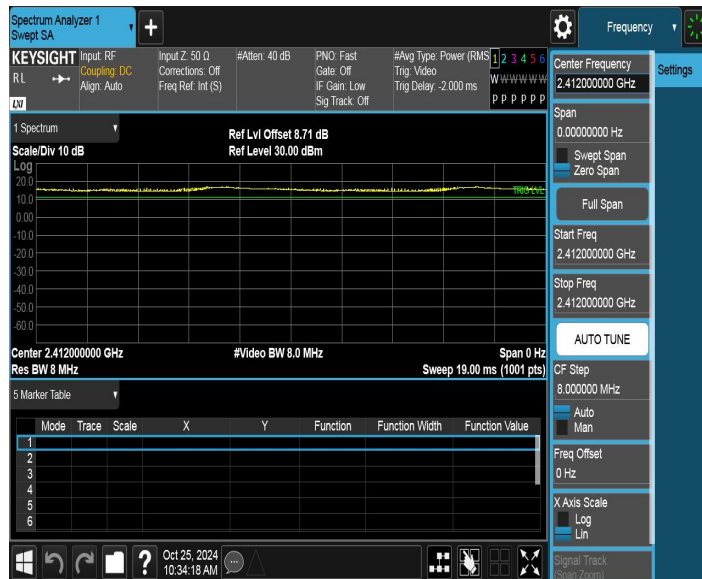 Spectrum Analyzer 1
Swept SA
+
Frequency
KEYSIGHT
RL
LXI
Input: RF
Coupling: DC
Align: Auto
Input Z: 50 Ω
Corrections: Off
Freq Ref: Int (S)
#Atten: 40 dB
PNO: Fast
Gate: Off
IF Gain: Low
Sig Track: Off
#Avg Type: Power (RMS
Trig: Video
Trig Delay: -2.000 ms
1 2 3 4 5 6
W W W W W W
P P P P P P
1 Spectrum
Scale/Div 10 dB
Ref Lvl Offset 8.71 dB
Ref Level 30.00 dBm
Log
20.0
10.0
0.00
-10.0
-20.0
-30.0
-40.0
-50.0
-60.0
TRIG LVL
Center 2.412000000 GHz
#Video BW 8.0 MHz
Span 0 Hz
Res BW 8 MHz
Sweep 19.00 ms (1001 pts)
5 Marker Table
Mode Trace Scale X Y Function Function Width Function Value
1
2
3
4
5
6
Oct 25, 2024
10:34:18 AM
Center Frequency
2.412000000 GHz
Span
0.00000000 Hz
Swept Span
Zero Span
Full Span
Start Freq
2.412000000 GHz
Stop Freq
2.412000000 GHz
AUTO TUNE
CF Step
8.000000 MHz
Auto
Man
Freq Offset
0 Hz
X Axis Scale
Log
Lin
Signal Track
(Span Zoom)
Settings